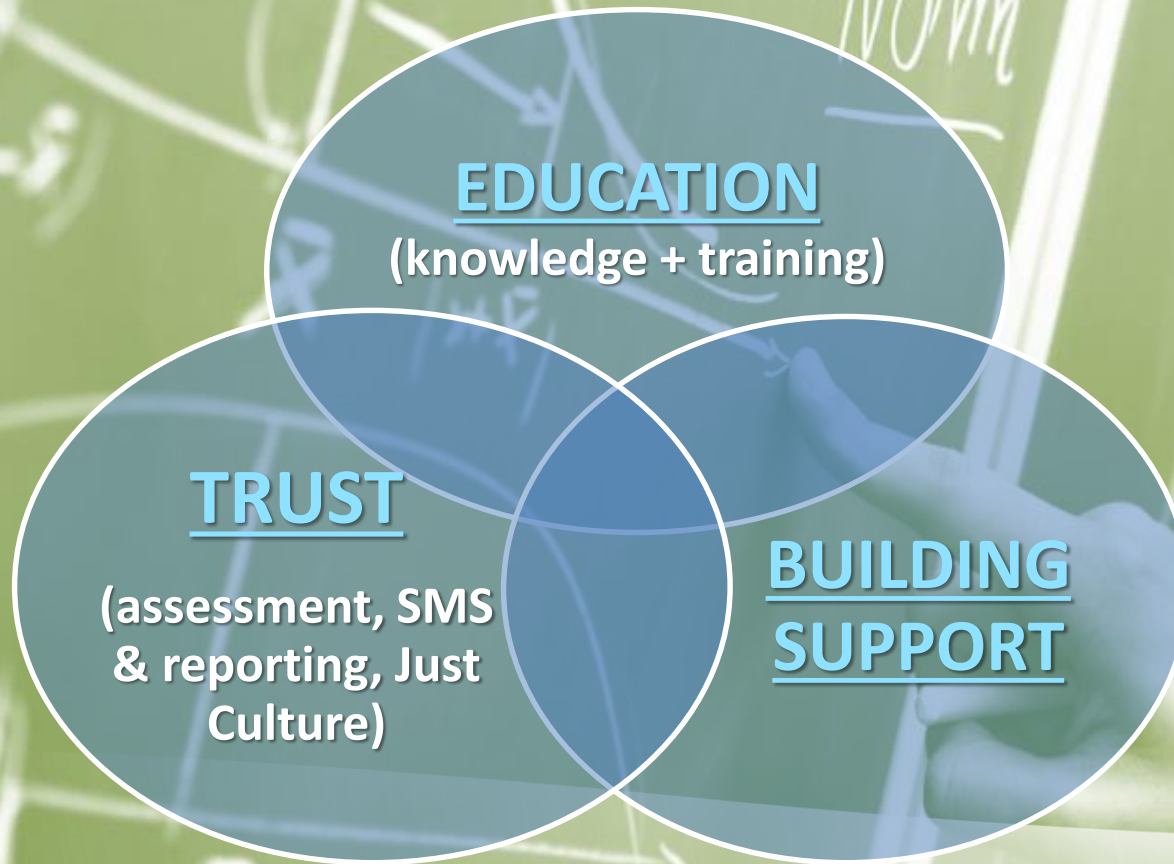 EDUCATION
(knowledge + training)
TRUST
(assessment, SMS
& reporting, Just
Culture)
BUILDING
SUPPORT